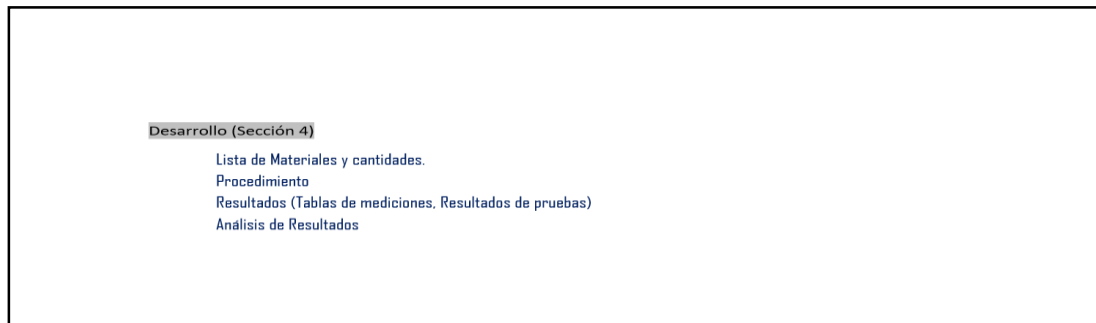 Desarrollo (Sección 4)
Lista de Materiales y cantidades.
Procedimiento
Resultados (Tablas de mediciones, Resultados de pruebas)
Análisis de Resultados